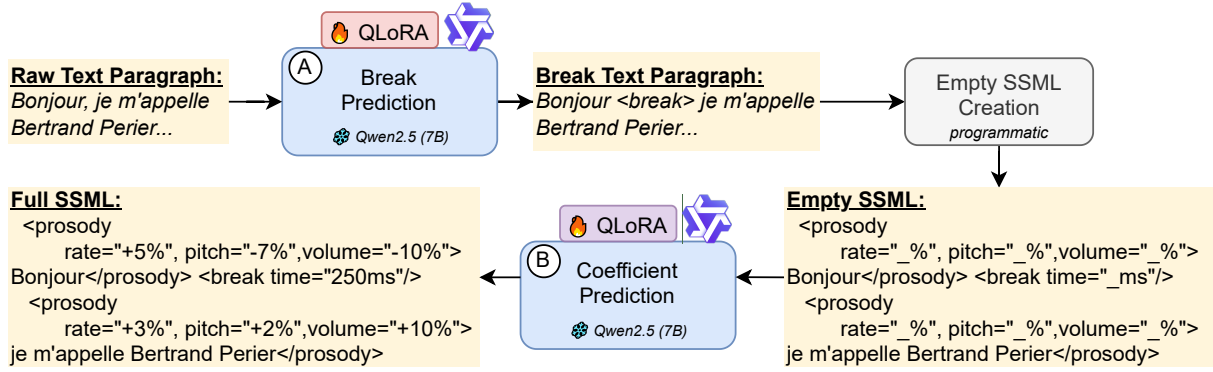 QLoRA
A
Break
Prediction
Qwen2.5 (7B)
Raw Text Paragraph:
Bonjour, je m'appelle
Bertrand Perier...
Break Text Paragraph:
Bonjour <break> je m'appelle
Bertrand Perier...
Empty SSML
Creation
programmatic
Full SSML:
<prosody
rate="+5%", pitch="-7%",volume="-10%">
Bonjour</prosody> <break time="250ms"/>
<prosody
rate="+3%", pitch="+2%",volume="+10%">
je m'appelle Bertrand Perier</prosody>
QLoRA
B
Coefficient
Prediction
Qwen2.5 (7B)
Empty SSML:
<prosody
rate="_%", pitch="_%",volume="_%">
Bonjour</prosody> <break time="_ms"/>
<prosody
rate="_%", pitch="_%",volume="_%">
je m'appelle Bertrand Perier</prosody>